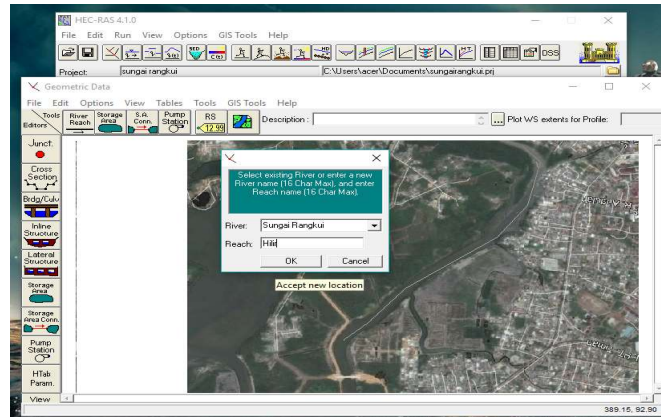 HEC-RAS 4.1.0
File Edit Run View Options GIS Tools Help
DSS
Project: sungai rangkui C:\Users\acer\Documents\sungairangkui.prj
Geometric Data
File Edit Options View Tables Tools GIS Tools Help
Tools River Reach Storage Area S.A. Conn. Pump Station RS Description : ... Plot WS extents for Profile:
Editors 12.99
Junct.
Cross Section
Brdg/Culv
Inline Structure
Lateral Structure
Storage Area
Storage Area Conn.
Pump Station
HTab Param.
View
Select existing River or enter a new
River name (16 Char Max), and enter
Reach name (16 Char Max).
River: Sungai Rangkui
Reach: Hilir
OK Cancel
Accept new location
389.15, 92.90